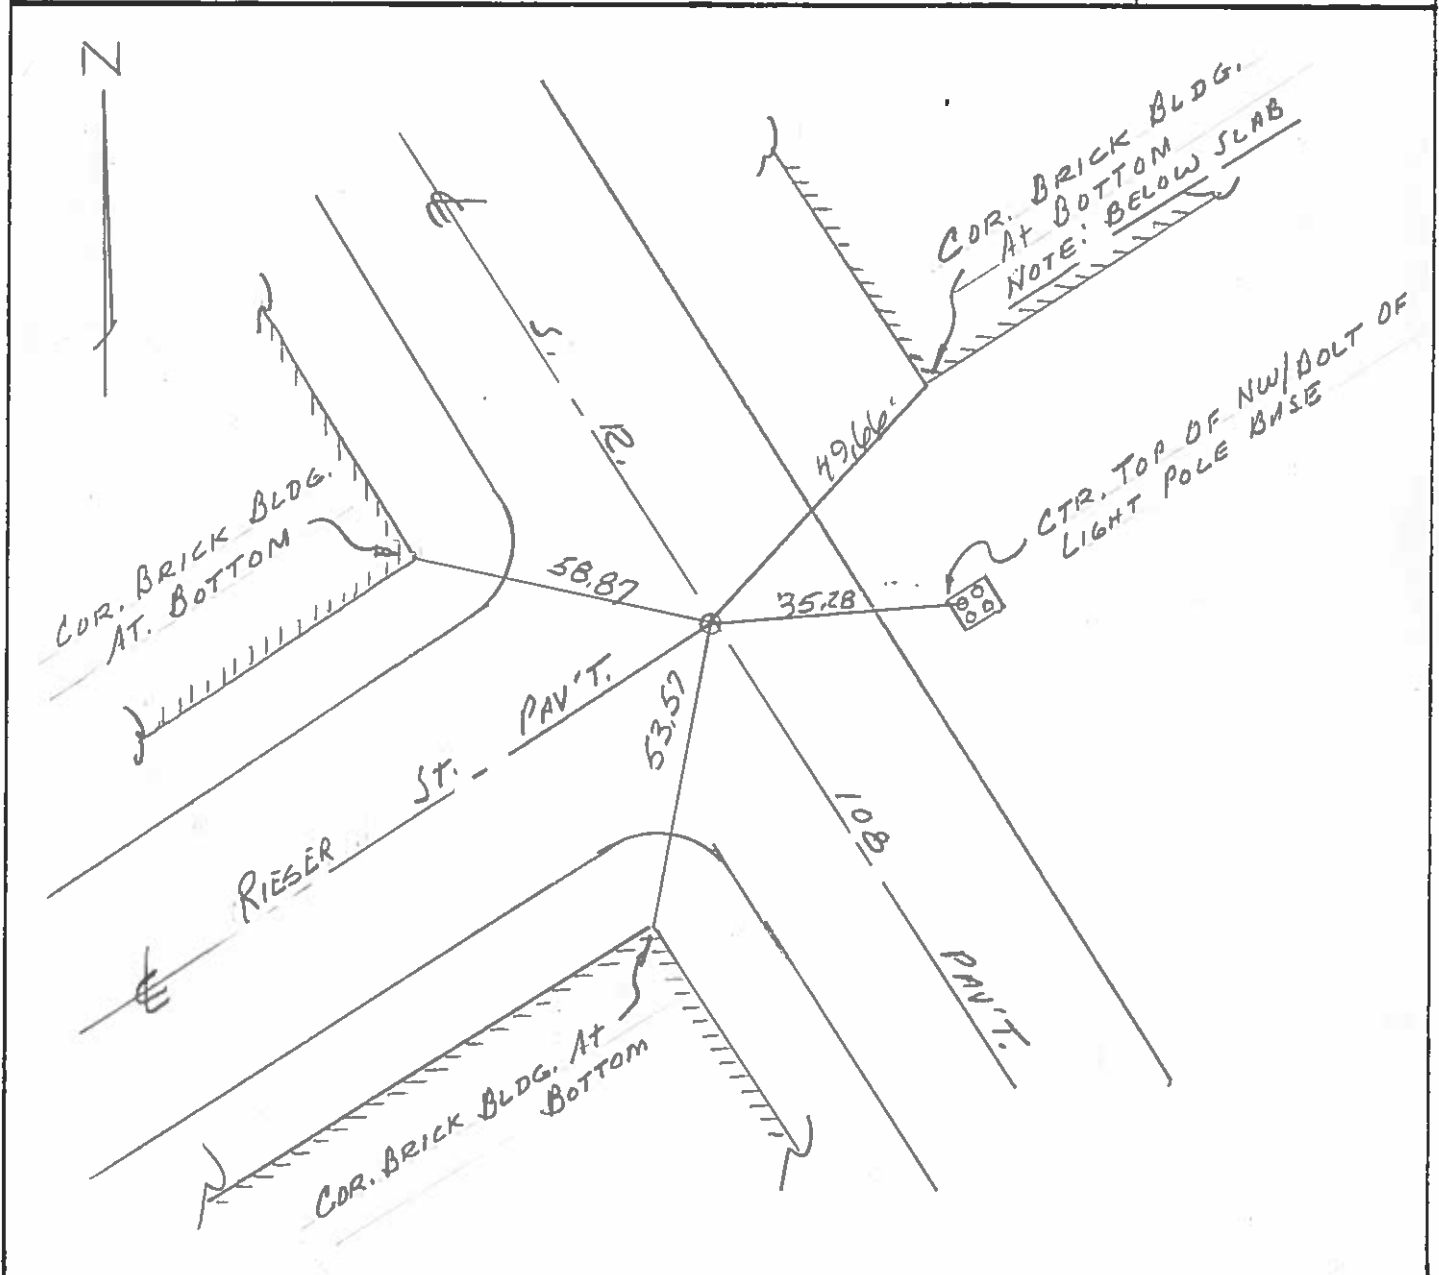 N
COR. BRICK BLDG.
At BOTTOM
NOTE: BELOW SLAB
℄
S. R.
49.66'
CTR. TOP OF NW/BOLT OF
LIGHT POLE BASE
COR. BRICK BLDG.
AT. BOTTOM
58.87
35.28
53.57
℄ RIESER ST. PAV'T.
108 PAV'T.
COR. BRICK BLDG. At
BOTTOM